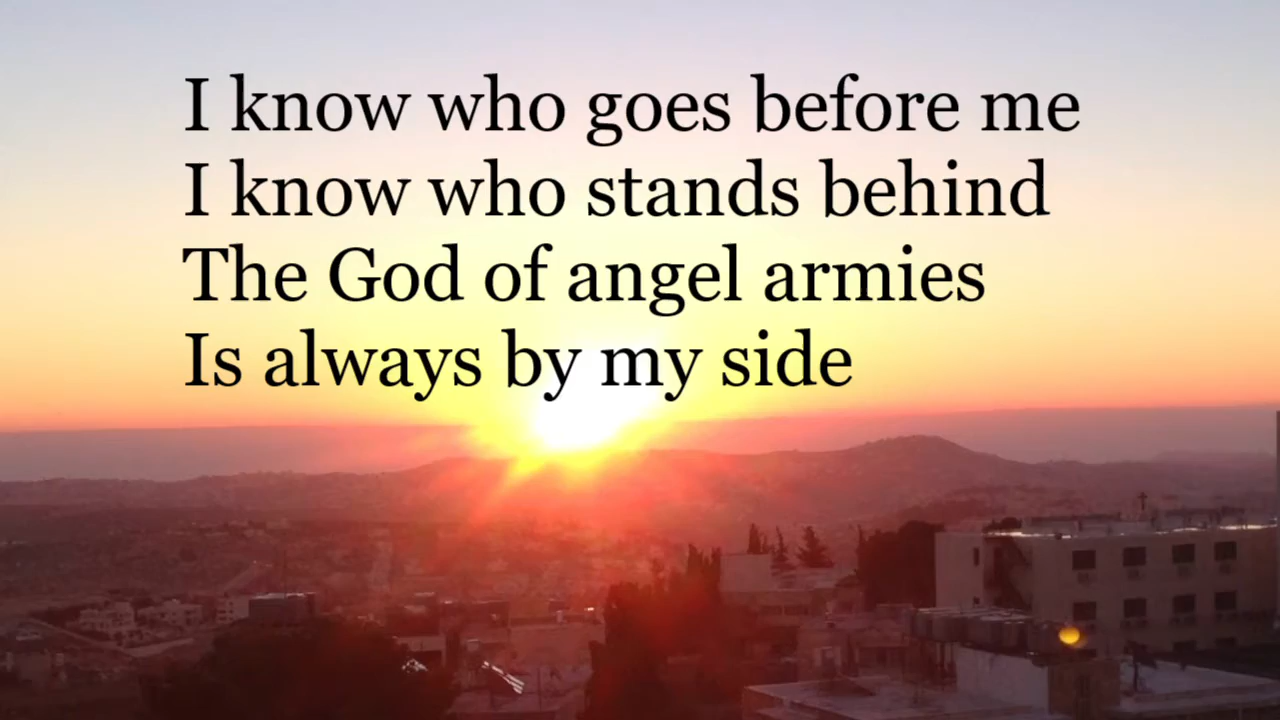 I know who goes before me
I know who stands behind
The God of angel armies
Is always by my side